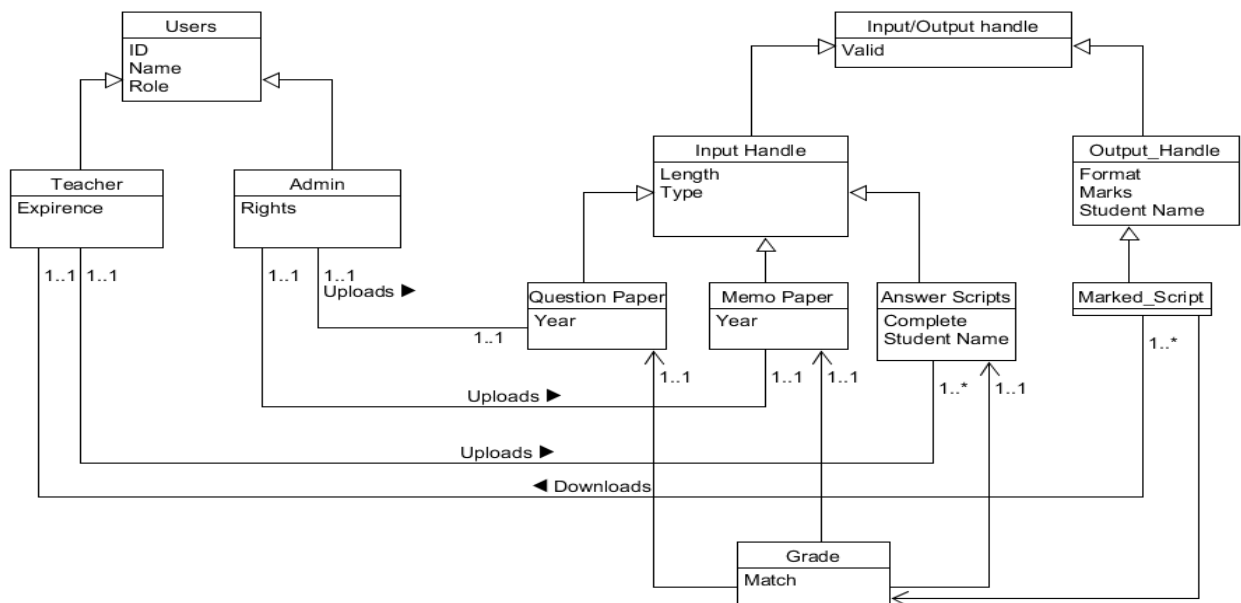 Users
ID
Name
Role
Input/Output handle
Valid
Teacher
Expirence
Admin
Rights
Input Handle
Length
Type
Output_Handle
Format
Marks
Student Name
1..1
1..1
1..1
1..1
Uploads ►
1..1
Question Paper
Year
Memo Paper
Year
Answer Scripts
Complete
Student Name
Marked_Script
1..1
1..1
1..1
1..*
1..1
1..*
Uploads ►
Uploads ►
◄ Downloads
Grade
Match